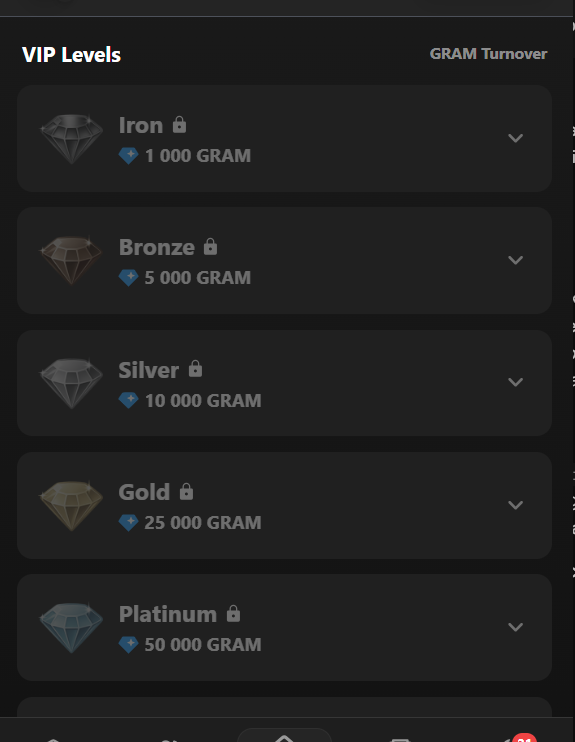 VIP Levels
GRAM Turnover
Iron
1 000 GRAM
Bronze
5 000 GRAM
Silver
10 000 GRAM
Gold
25 000 GRAM
Platinum
50 000 GRAM